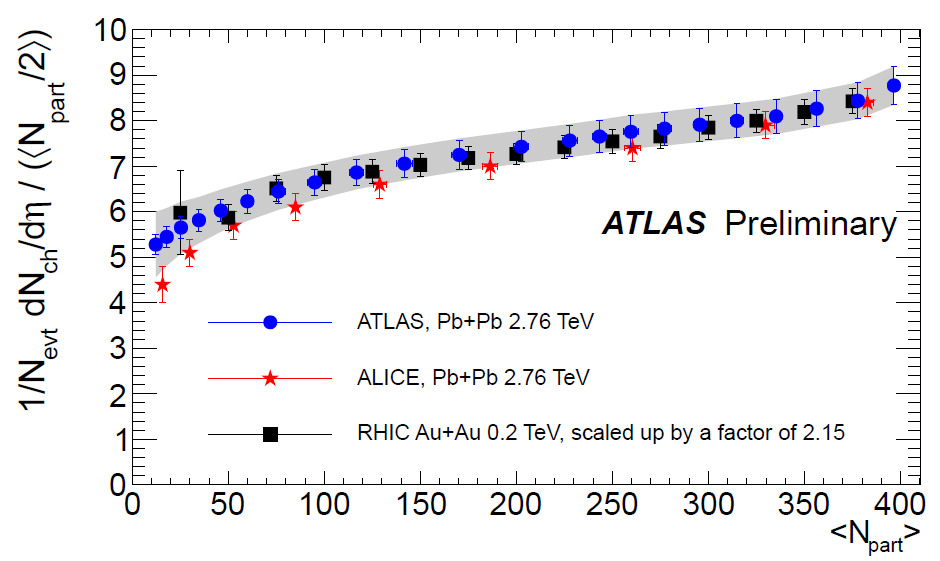 1/N_evt dN_ch/dη / (⟨N_part/2⟩)
10
9
8
7
6
5
4
3
2
1
0
ATLAS Preliminary
ATLAS, Pb+Pb 2.76 TeV
ALICE, Pb+Pb 2.76 TeV
RHIC Au+Au 0.2 TeV, scaled up by a factor of 2.15
0 50 100 150 200 250 300 350 400
<N_part>